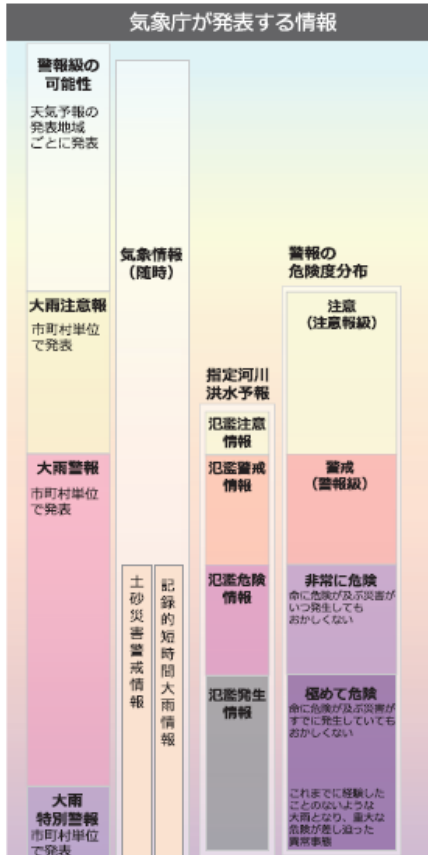 気象庁が発表する情報
警報級の
可能性
天気予報の
発表地域
ごとに発表
大雨注意報
市町村単位
で発表
大雨警報
市町村単位
で発表
大雨
特別警報
市町村単位
で発表
気象情報
(随時)
土砂災害警戒情報
記録的短時間大雨情報
指定河川
洪水予報
氾濫注意
情報
氾濫警戒
情報
氾濫危険
情報
氾濫発生
情報
警報の
危険度分布
注意
(注意報級)
警戒
(警報級)
非常に危険
命に危険が及ぶ災害が
いつ発生しても
おかしくない
極めて危険
命に危険が及ぶ災害が
すでに発生していても
おかしくない
これまでに経験した
ことのないような
大雨となり、重大な
危険が差し迫った
異常事態